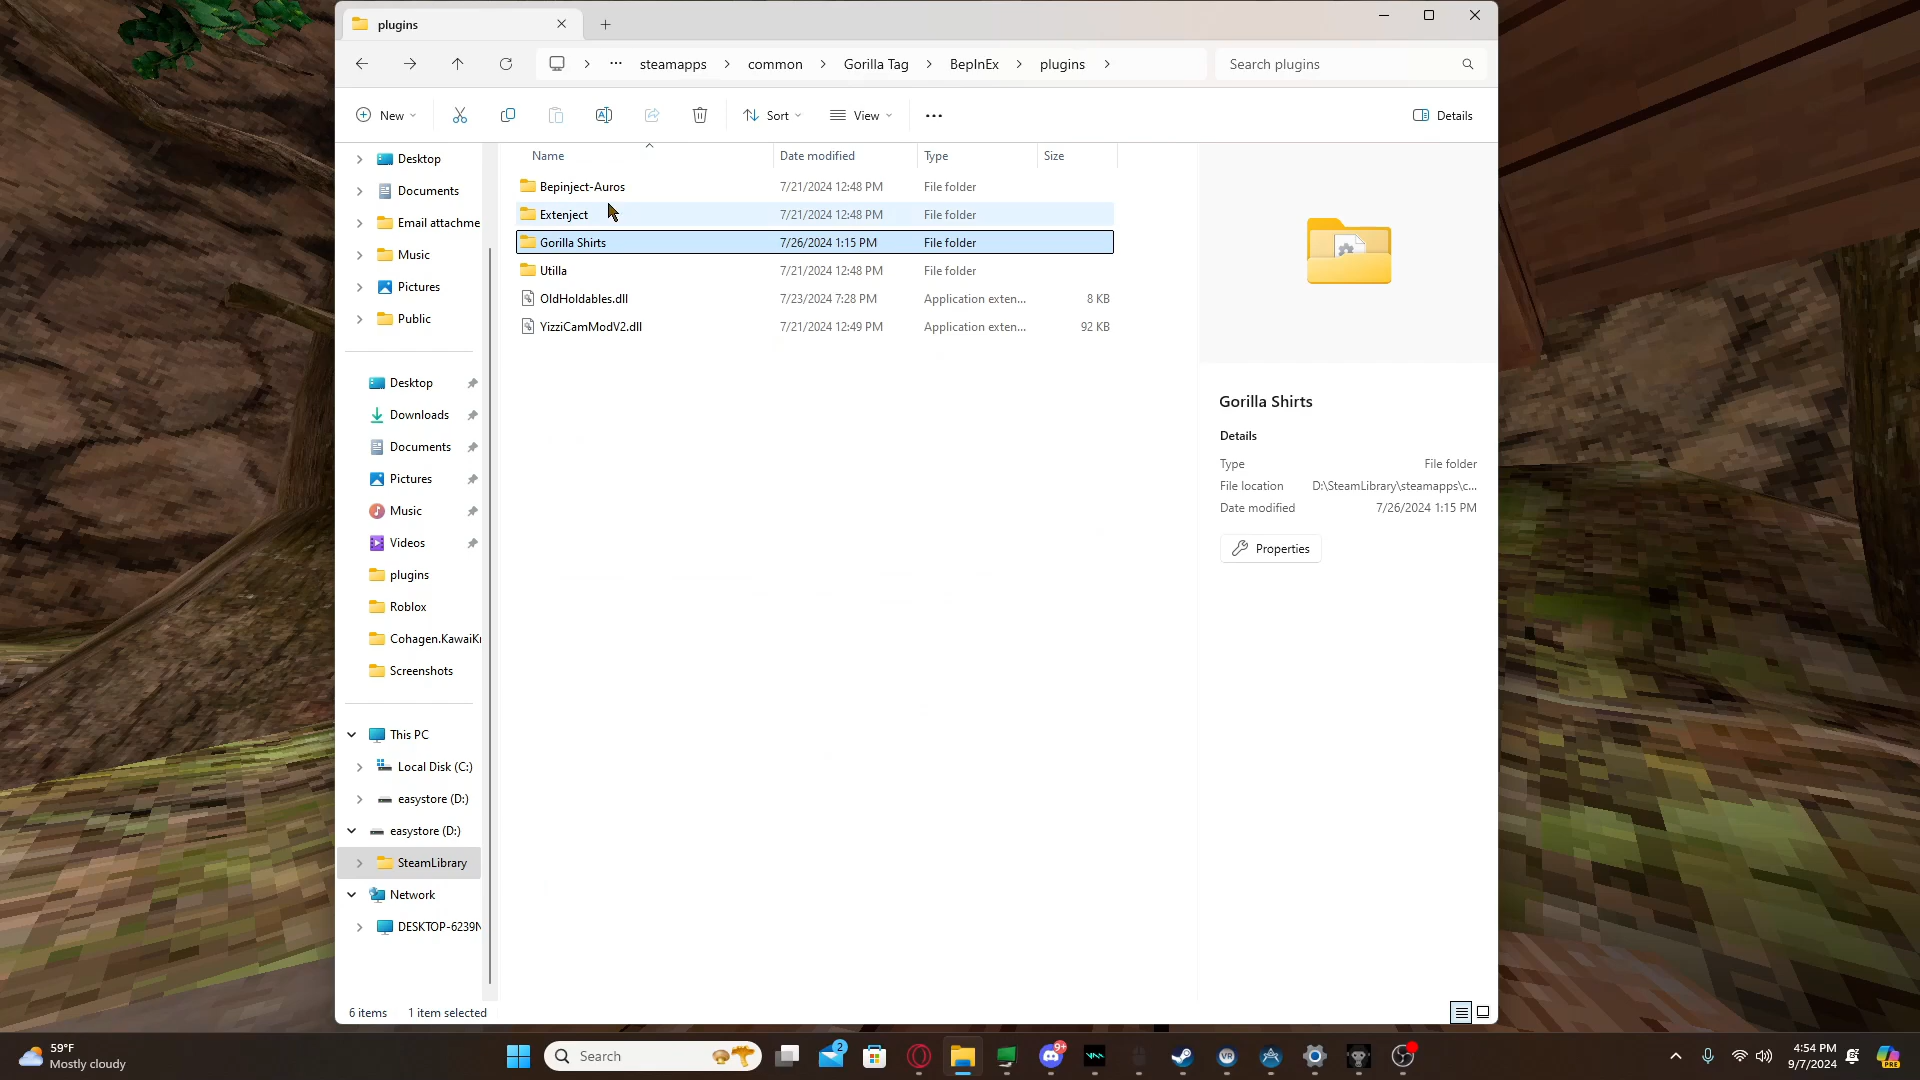 plugins
steamapps
common
Gorilla Tag
BepInEx
plugins
Search plugins
New
Sort
View
Details
Name
Date modified
Type
Size
Bepinject-Auros 7/21/2024 12:48 PM File folder
Extenject 7/21/2024 12:48 PM File folder
Gorilla Shirts 7/26/2024 1:15 PM File folder
Utilla 7/21/2024 12:48 PM File folder
OldHoldables.dll 7/23/2024 7:28 PM Application exten... 8 KB
YizziCamModV2.dll 7/21/2024 12:49 PM Application exten... 92 KB
Desktop
Documents
Email attachme
Music
Pictures
Public
Desktop
Downloads
Documents
Pictures
Music
Videos
plugins
Roblox
Cohagen.KawaiKr
Screenshots
This PC
Local Disk (C:)
easystore (D:)
easystore (D:)
SteamLibrary
Network
DESKTOP-6239N
Gorilla Shirts
Details
Type File folder
File location D:\SteamLibrary\steamapps\c...
Date modified 7/26/2024 1:15 PM
Properties
6 items
1 item selected
59°F
Mostly cloudy
Search
2
9+
VR
4:54 PM
9/7/2024
PRE